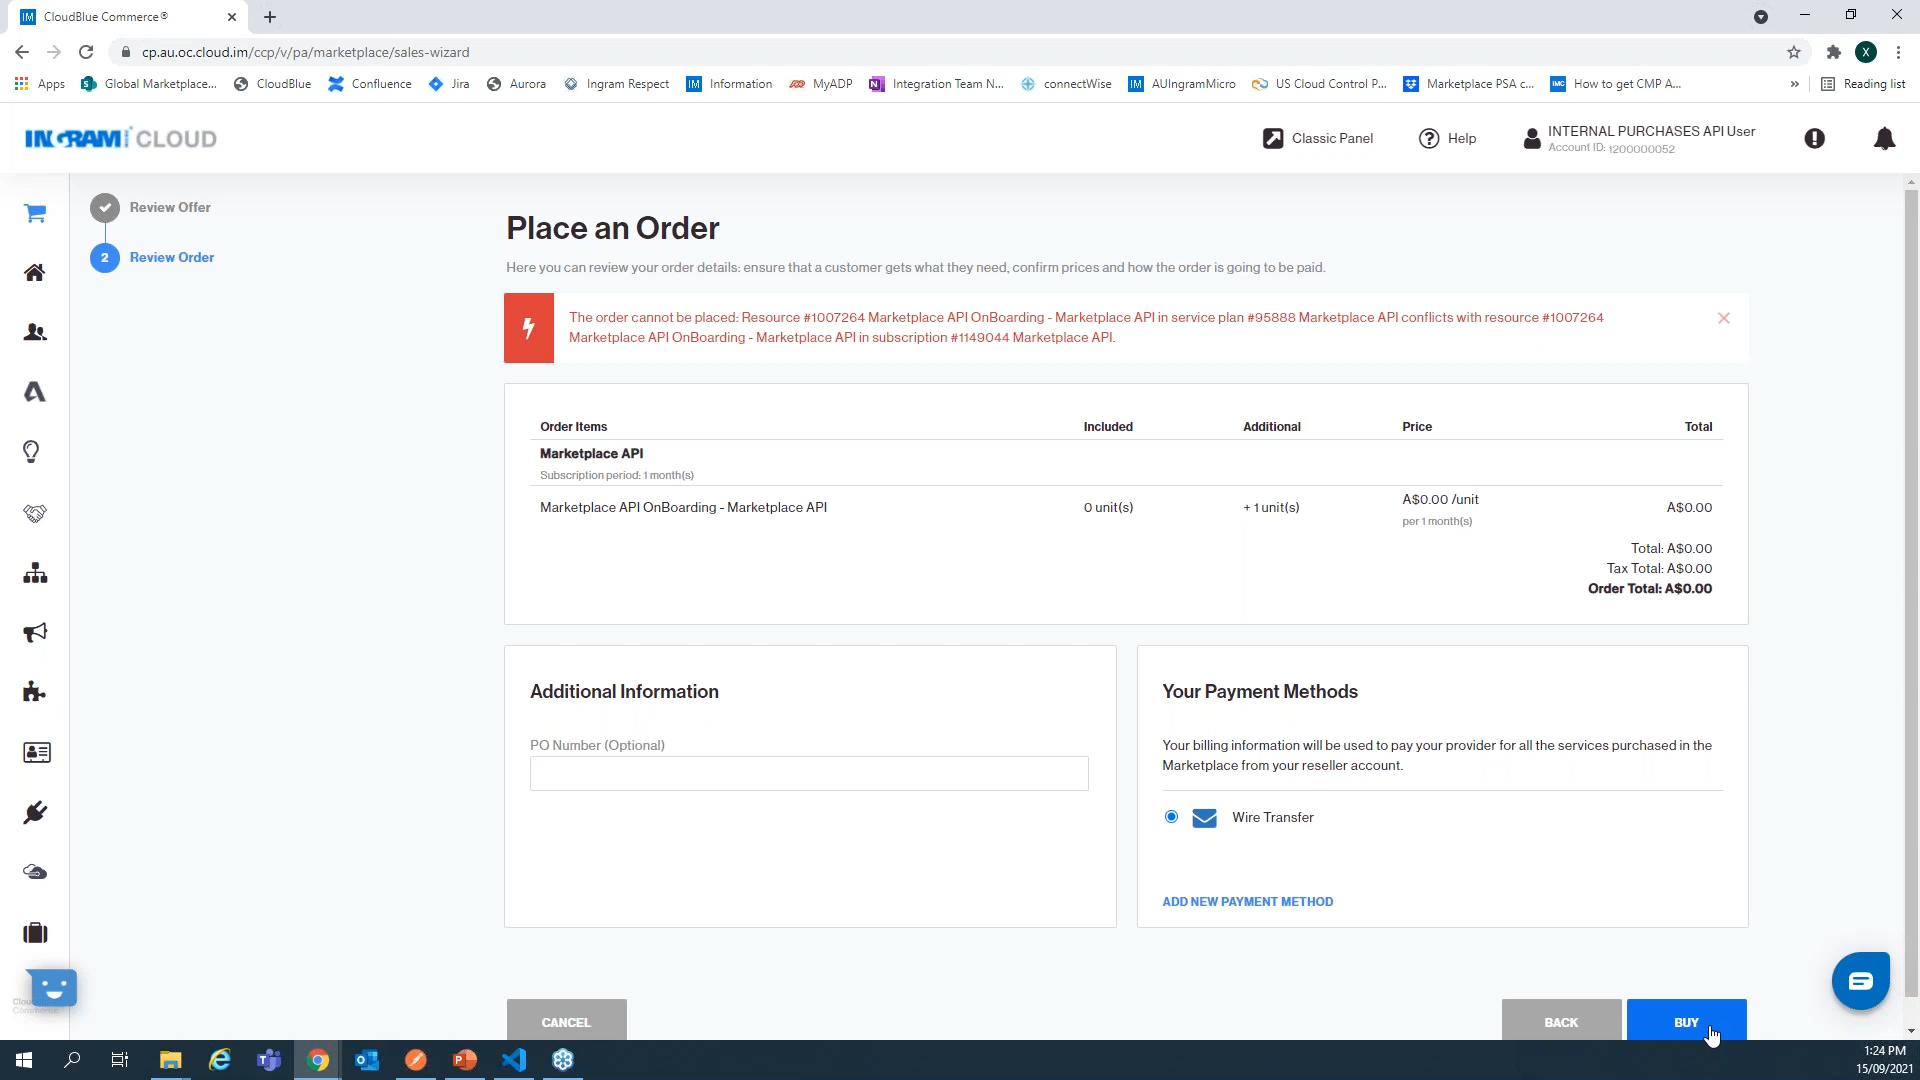 CloudBlue Commerce®
cp.au.oc.cloud.im/ccp/v/pa/marketplace/sales-wizard
X
Apps
Global Marketplace...
CloudBlue
Confluence
Jira
Aurora
Ingram Respect
Information
MyADP
Integration Team N...
connectWise
AUIngramMicro
US Cloud Control P...
Marketplace PSA c...
How to get CMP A...
»
Reading list
INGRAM CLOUD
Classic Panel
Help
INTERNAL PURCHASES API User
Account ID: 1200000052
Review Offer
2 Review Order
Place an Order
Here you can review your order details: ensure that a customer gets what they need, confirm prices and how the order is going to be paid.
The order cannot be placed: Resource #1007264 Marketplace API OnBoarding - Marketplace API in service plan #95888 Marketplace API conflicts with resource #1007264
Marketplace API OnBoarding - Marketplace API in subscription #1149044 Marketplace API.
Order Items Included Additional Price Total
Marketplace API
Subscription period: 1 month(s)
Marketplace API OnBoarding - Marketplace API 0 unit(s) + 1 unit(s) A$0.00 /unit A$0.00
per 1 month(s)
Total: A$0.00
Tax Total: A$0.00
Order Total: A$0.00
Additional Information
PO Number (Optional)
Your Payment Methods
Your billing information will be used to pay your provider for all the services purchased in the
Marketplace from your reseller account.
Wire Transfer
ADD NEW PAYMENT METHOD
CANCEL
BACK
BUY
1:24 PM
15/09/2021